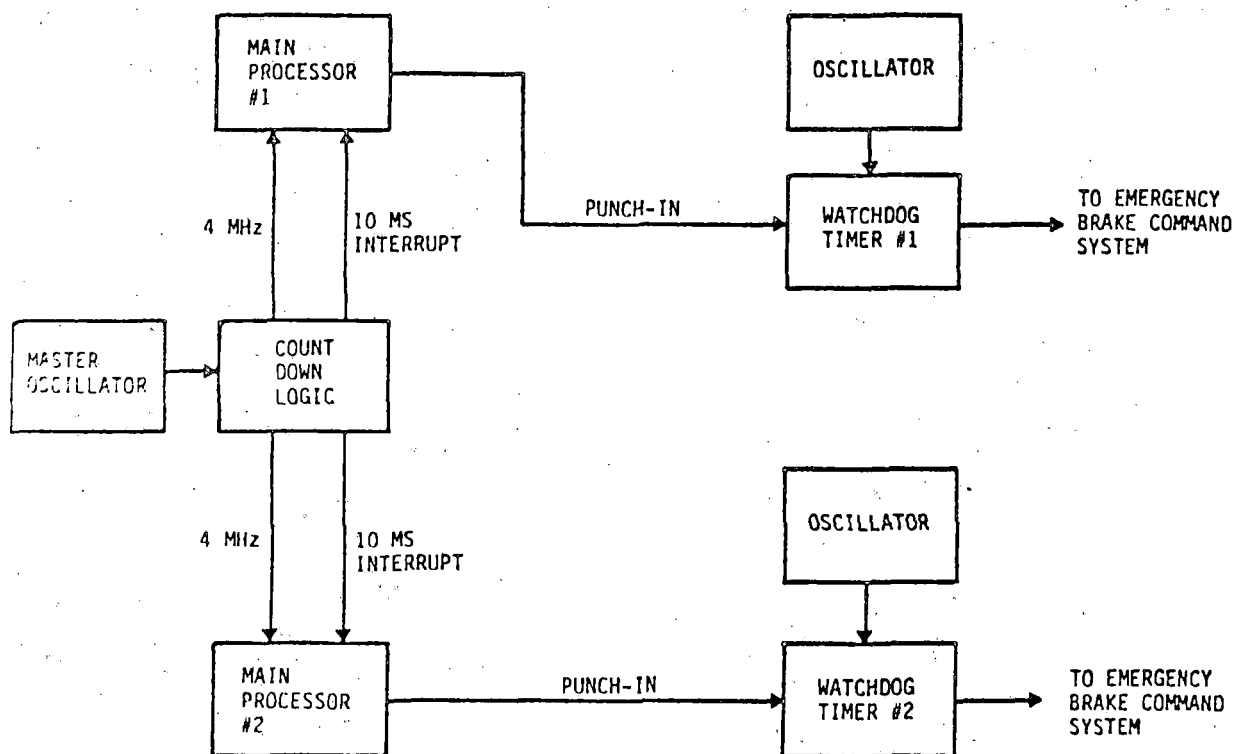 MAIN
PROCESSOR
#1
OSCILLATOR
4 MHz
10 MS
INTERRUPT
PUNCH-IN
WATCHDOG
TIMER #1
TO EMERGENCY
BRAKE COMMAND
SYSTEM
MASTER
OSCILLATOR
COUNT
DOWN
LOGIC
4 MHz
10 MS
INTERRUPT
OSCILLATOR
MAIN
PROCESSOR
#2
PUNCH-IN
WATCHDOG
TIMER #2
TO EMERGENCY
BRAKE COMMAND
SYSTEM